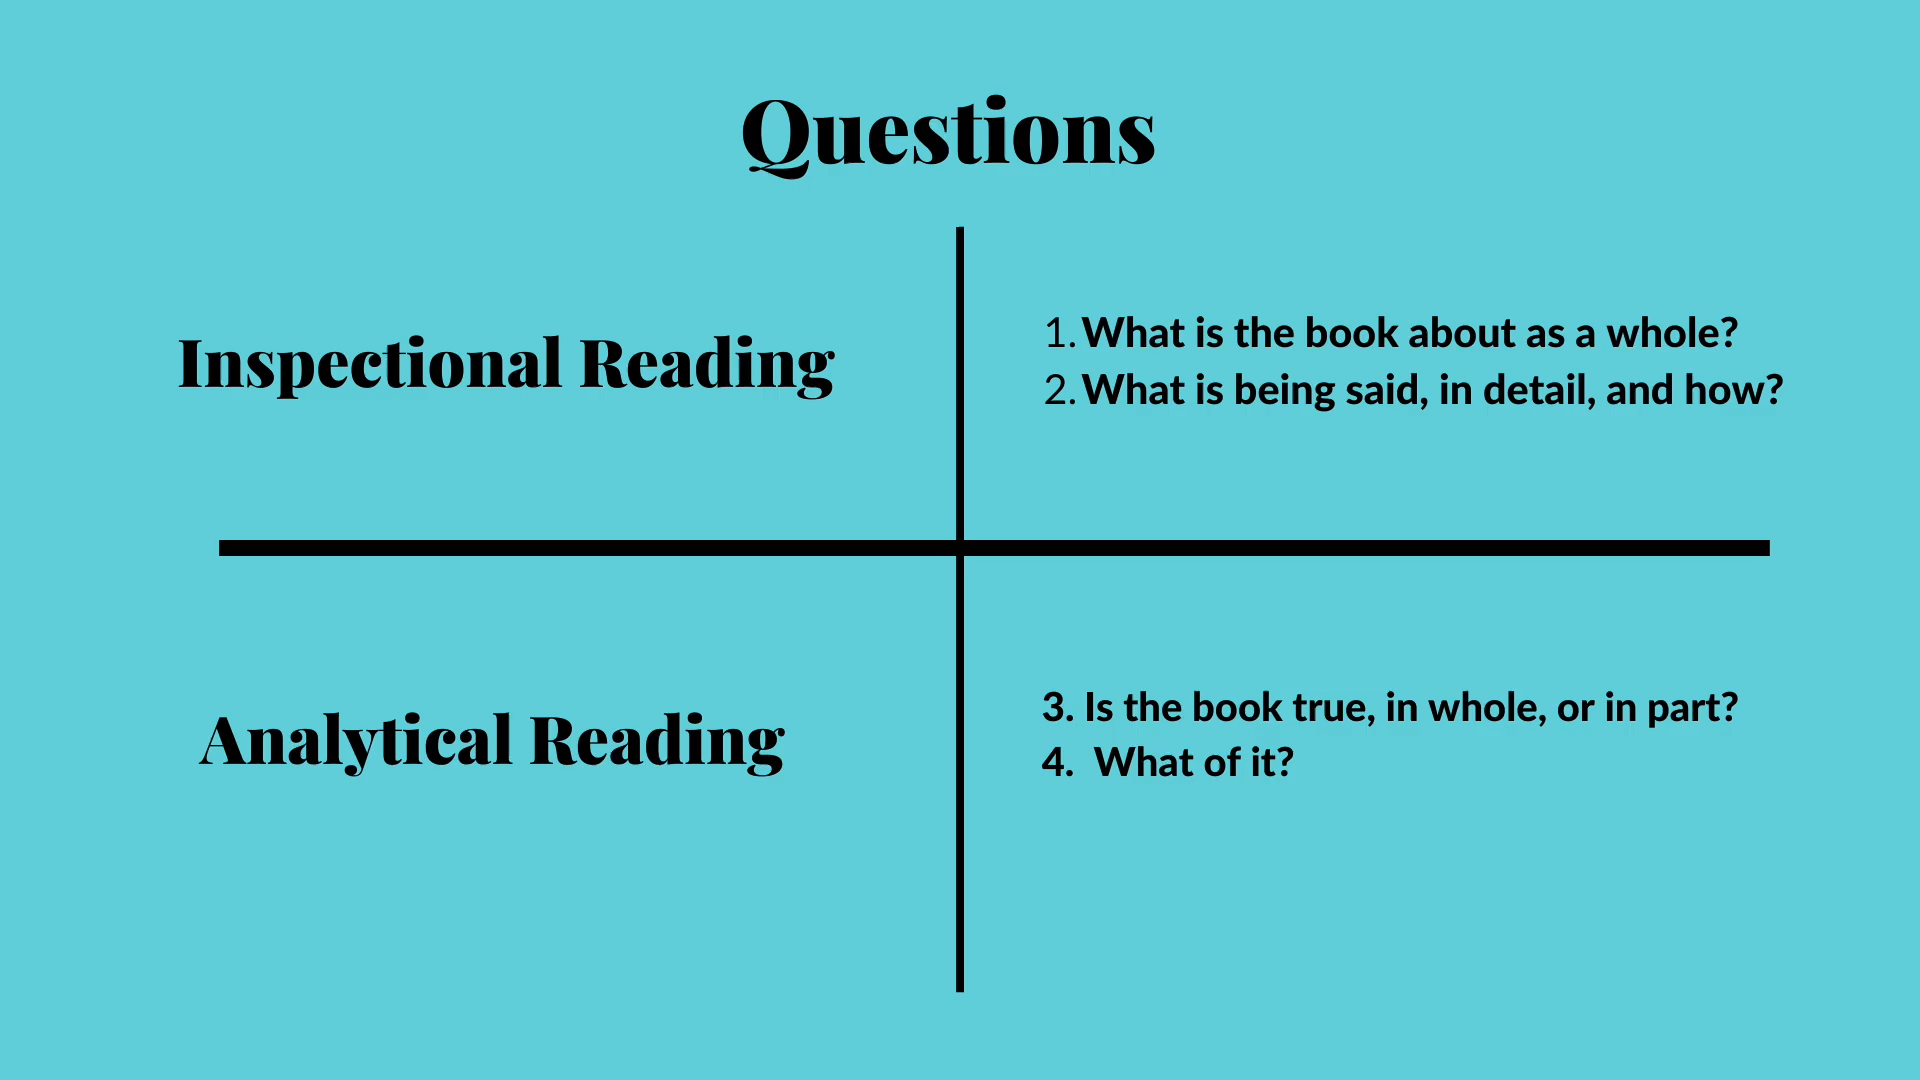 Questions
Inspectional Reading
1. What is the book about as a whole?
2. What is being said, in detail, and how?
Analytical Reading
3. Is the book true, in whole, or in part?
4. What of it?